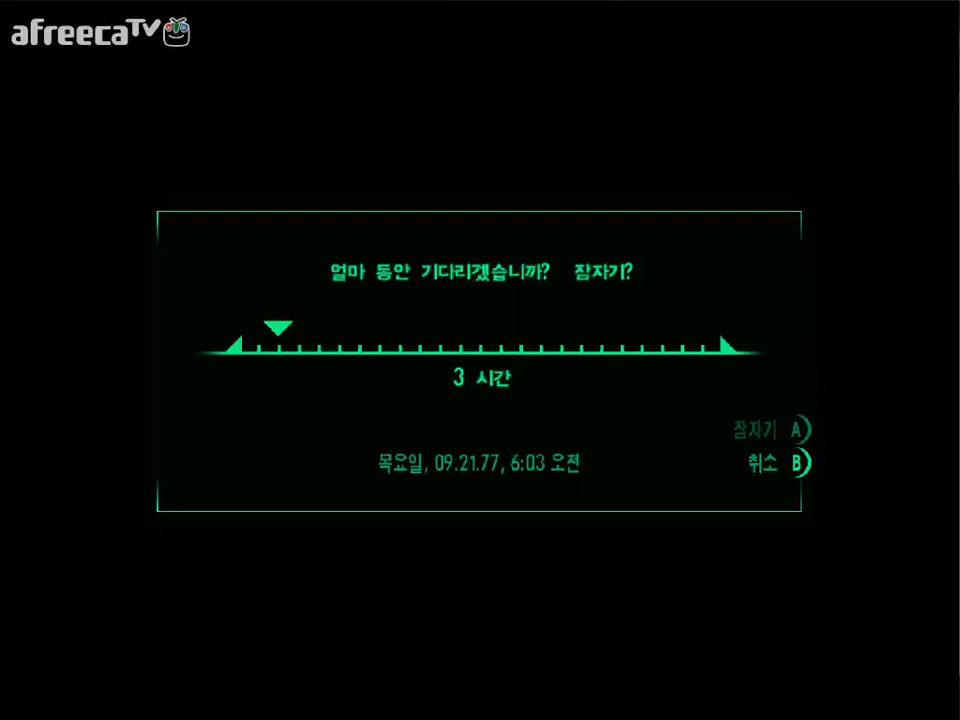 afreecaTV
얼마 동안 기다리겠습니까? 잠자기?
3 시간
잠자기 A)
목요일, 09.21.77, 6:03 오전
취소 B)